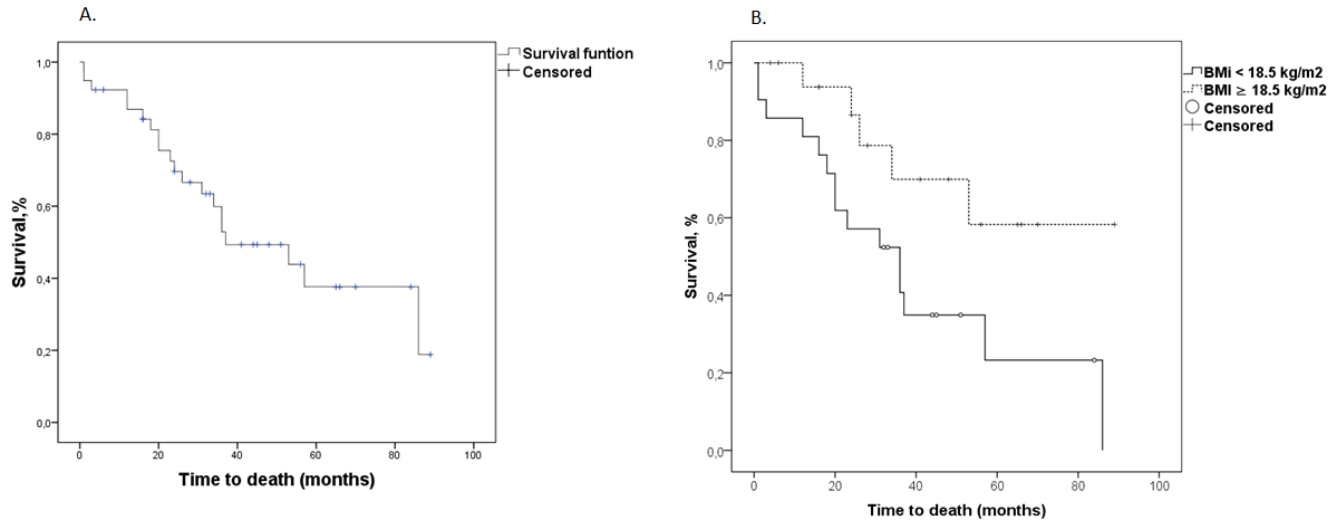 A.
Survival funtion
Censored
1,0
0,8
0,6
0,4
0,2
0,0
Survival,%
0
20
40
60
80
100
Time to death (months)
B.
BMi < 18.5 kg/m2
BMI ≥ 18.5 kg/m2
Censored
Censored
1,0
0,8
0,6
0,4
0,2
0,0
Survival, %
0
20
40
60
80
100
Time to death (months)